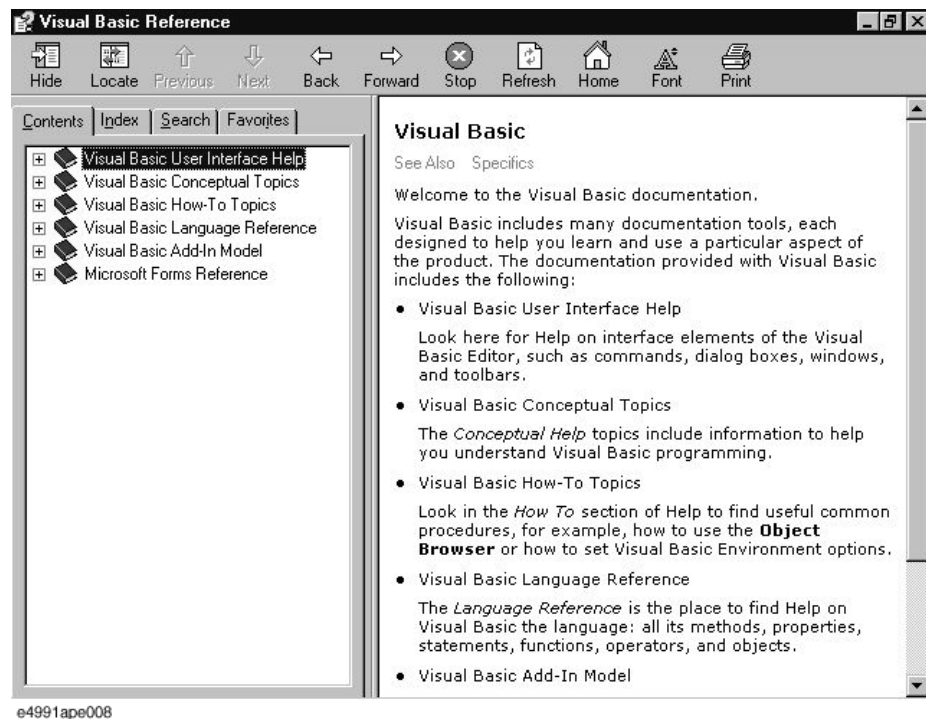 Visual Basic Reference
Hide Locate Previous Next Back Forward Stop Refresh Home Font Print
Contents Index Search Favorites
Visual Basic User Interface Help
Visual Basic Conceptual Topics
Visual Basic How-To Topics
Visual Basic Language Reference
Visual Basic Add-In Model
Microsoft Forms Reference
Visual Basic
See Also Specifics
Welcome to the Visual Basic documentation.
Visual Basic includes many documentation tools, each
designed to help you learn and use a particular aspect of
the product. The documentation provided with Visual Basic
includes the following:
• Visual Basic User Interface Help
Look here for Help on interface elements of the Visual
Basic Editor, such as commands, dialog boxes, windows,
and toolbars.
• Visual Basic Conceptual Topics
The Conceptual Help topics include information to help
you understand Visual Basic programming.
• Visual Basic How-To Topics
Look in the How To section of Help to find useful common
procedures, for example, how to use the Object
Browser or how to set Visual Basic Environment options.
• Visual Basic Language Reference
The Language Reference is the place to find Help on
Visual Basic the language: all its methods, properties,
statements, functions, operators, and objects.
• Visual Basic Add-In Model
e4991ape008